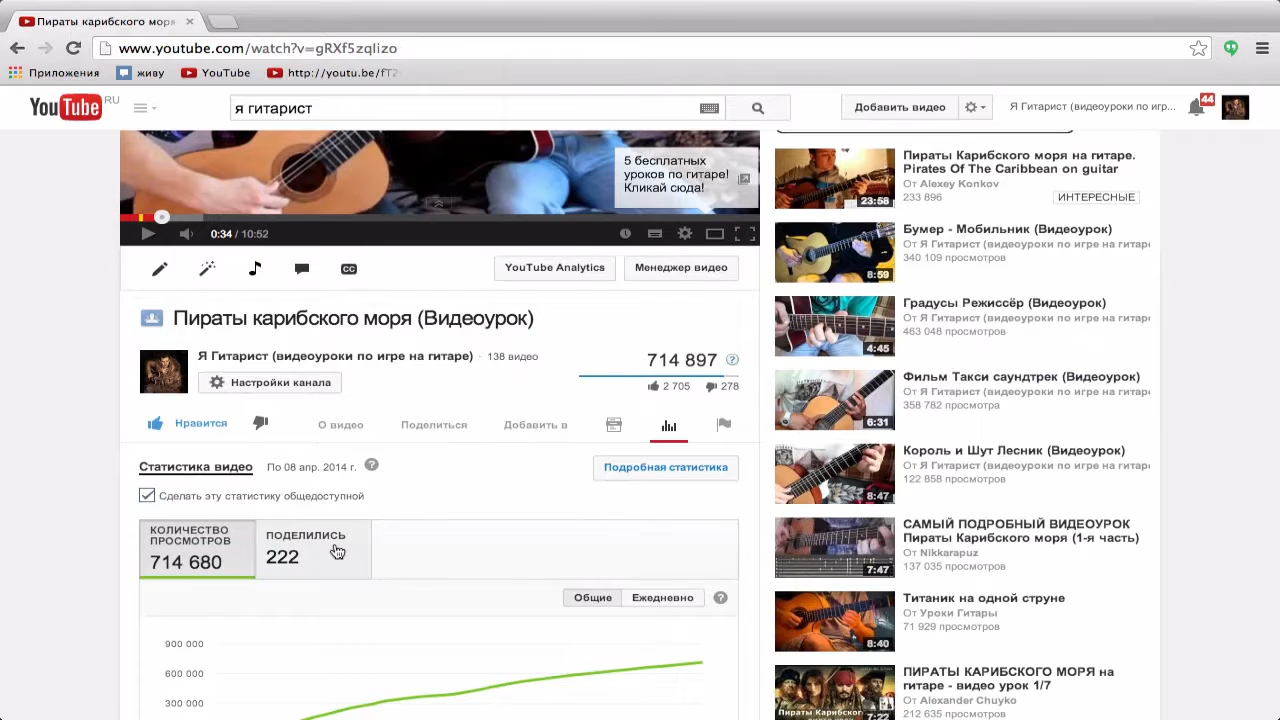 Пираты карибского моря
www.youtube.com/watch?v=gRXf5zqlizo
Приложения
живу
YouTube
http://youtu.be/fT2
YouTube RU
я гитарист
Добавить видео
Я Гитарист (видеоуроки по игр...
44
5 бесплатных
уроков по гитаре!
Кликай сюда!
0:34 / 10:52
CC
YouTube Analytics
Менеджер видео
Пираты карибского моря (Видеоурок)
Я Гитарист (видеоуроки по игре на гитаре) · 138 видео
Настройки канала
714 897
2 705
278
Нравится
О видео
Поделиться
Добавить в
Статистика видео
По 08 апр. 2014 г.
Подробная статистика
Сделать эту статистику общедоступной
КОЛИЧЕСТВО
ПРОСМОТРОВ
714 680
ПОДЕЛИЛИСЬ
222
Общие
Ежедневно
900 000
600 000
300 000
Пираты Карибского моря на гитаре.
Pirates Of The Caribbean on guitar
От Alexey Konkov
233 896
ИНТЕРЕСНЫЕ
23:58
Бумер - Мобильник (Видеоурок)
От Я Гитарист (видеоуроки по игре на гитаре
340 109 просмотров
8:59
Градусы Режиссёр (Видеоурок)
От Я Гитарист (видеоуроки по игре на гитаре
463 048 просмотров
4:45
Фильм Такси саундтрек (Видеоурок)
От Я Гитарист (видеоуроки по игре на гитаре
358 782 просмотра
6:31
Король и Шут Лесник (Видеоурок)
От Я Гитарист (видеоуроки по игре на гитаре
122 858 просмотров
8:47
САМЫЙ ПОДРОБНЫЙ ВИДЕОУРОК
Пираты Карибского моря (1-я часть)
От Nikkarapuz
137 035 просмотров
7:47
Титаник на одной струне
От Уроки Гитары
71 929 просмотров
8:40
ПИРАТЫ КАРИБСКОГО МОРЯ на
гитаре - видео урок 1/7
От Alexander Chuyko
212 635 просмотров
Пираты Карибског
7:22